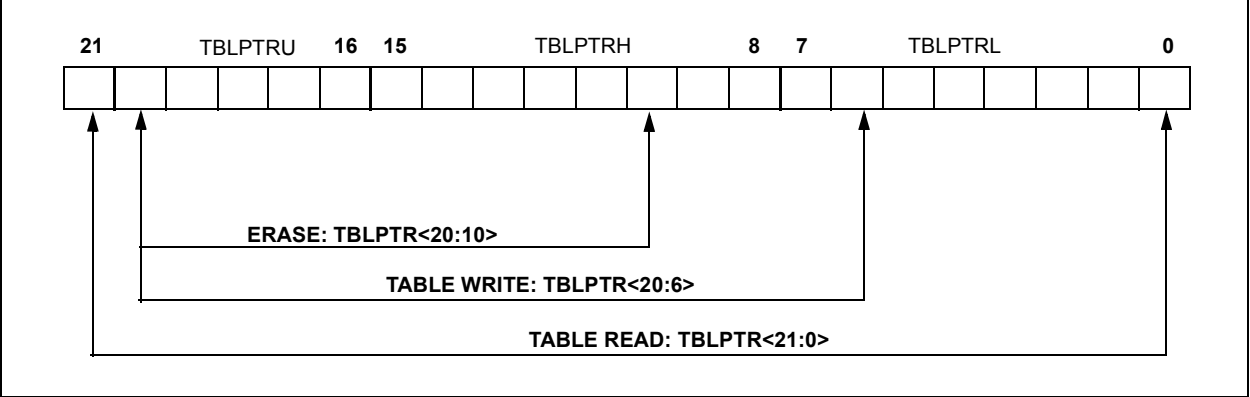 21 TBLPTRU 16 15 TBLPTRH 8 7 TBLPTRL 0
ERASE: TBLPTR<20:10>
TABLE WRITE: TBLPTR<20:6>
TABLE READ: TBLPTR<21:0>